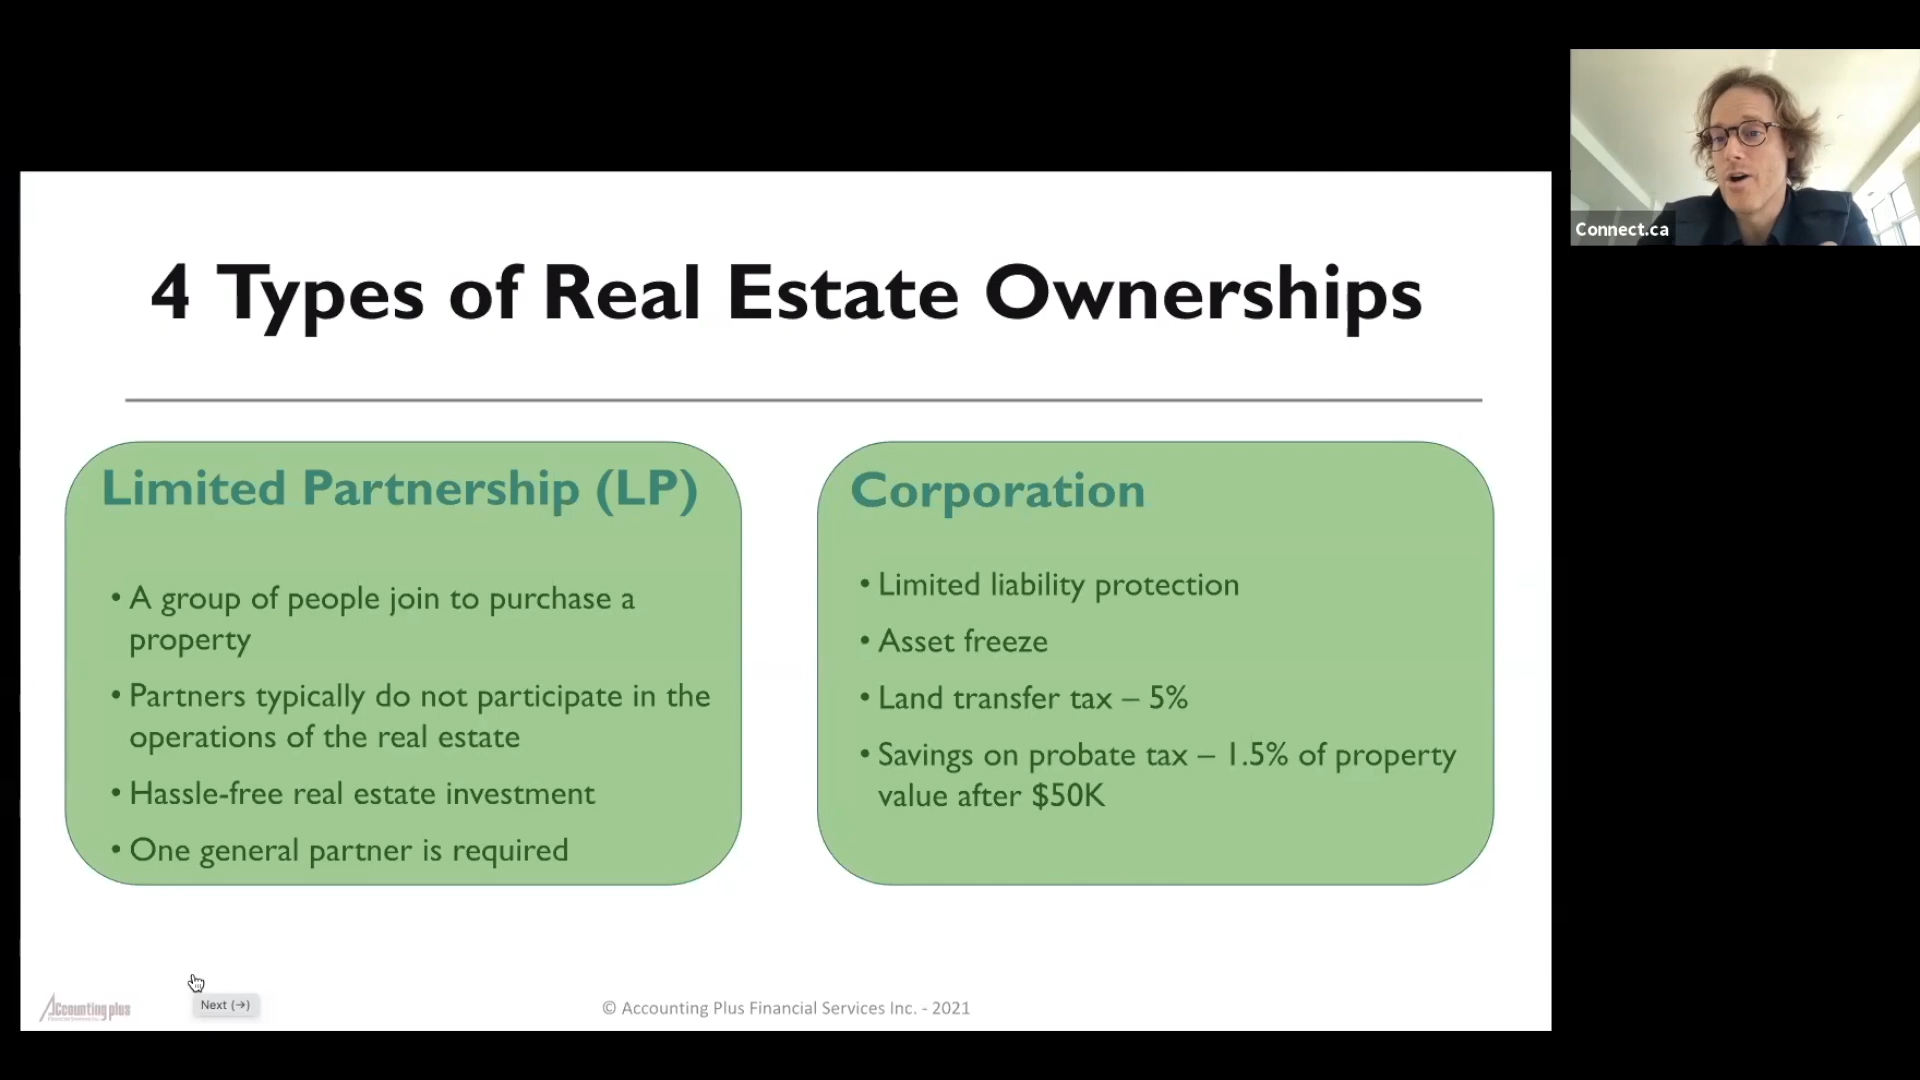 Connect.ca
4 Types of Real Estate Ownerships
Limited Partnership (LP)
• A group of people join to purchase a
property
• Partners typically do not participate in the
operations of the real estate
• Hassle-free real estate investment
• One general partner is required
Corporation
• Limited liability protection
• Asset freeze
• Land transfer tax – 5%
• Savings on probate tax – 1.5% of property
value after $50K
Accounting plus
Next (→)
© Accounting Plus Financial Services Inc. - 2021